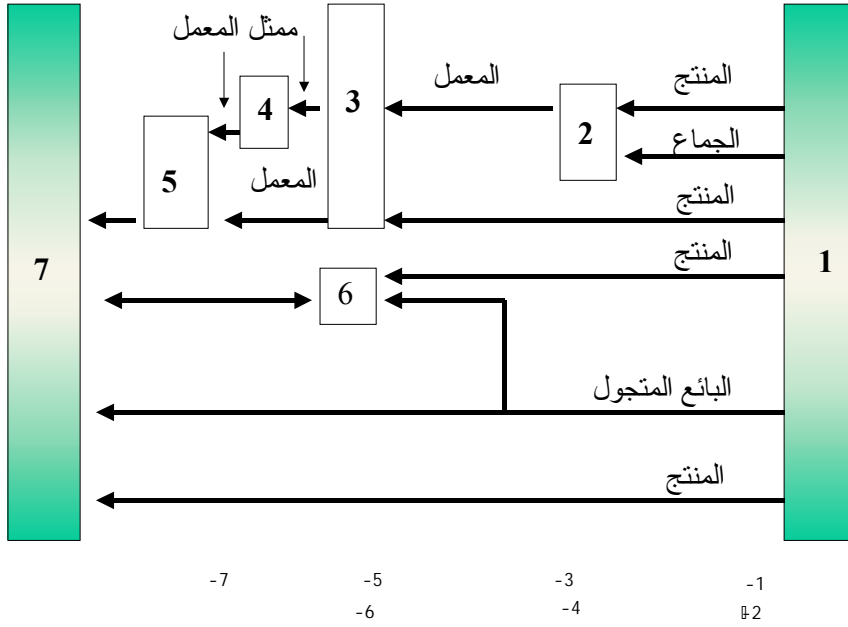 ممثل المعمل
المنتج
المعمل
3
4
2
الجماع
5
المعمل
المنتج
المنتج
1
7
6
البائع المتجول
المنتج
-1
-3
-5
-7
-2
-4
-6